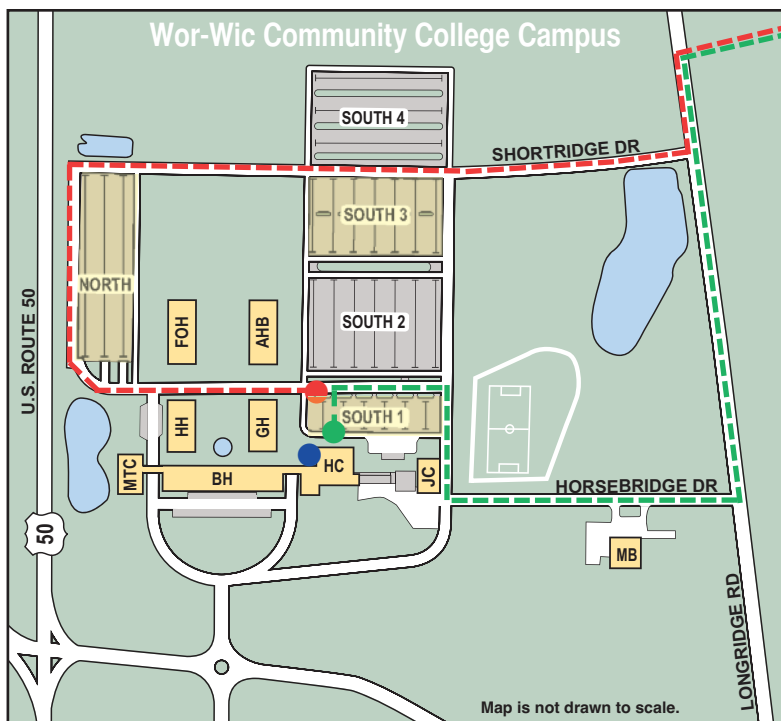 Wor-Wic Community College Campus
SOUTH 4
SHORTRIDGE DR
SOUTH 3
NORTH
U.S. ROUTE 50
SOUTH 2
FOH
AHB
SOUTH 1
HH
GH
MTC
BH
HC
JC
HORSEBRIDGE DR
50
MB
LONGRIDGE RD
Map is not drawn to scale.